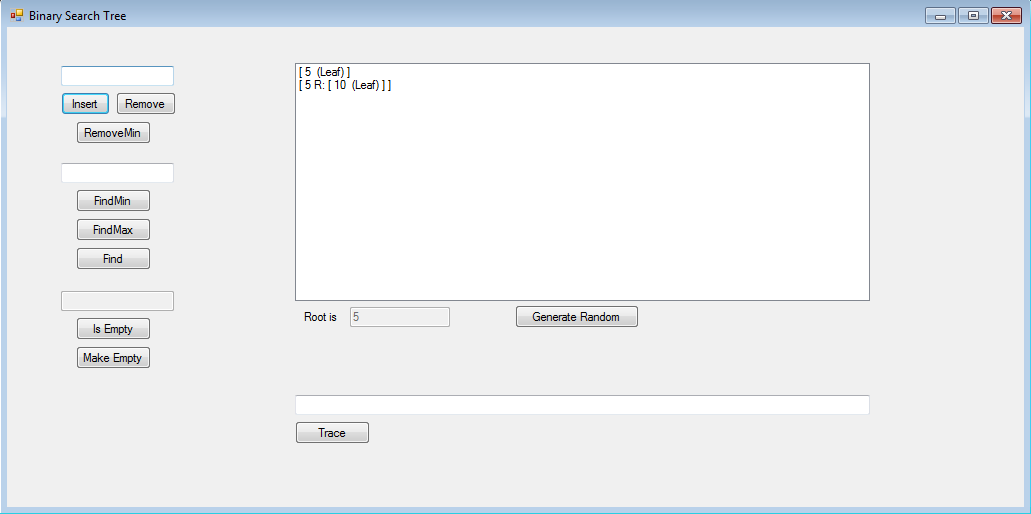 Binary Search Tree
Insert
Remove
RemoveMin
FindMin
FindMax
Find
Is Empty
Make Empty
[ 5  (Leaf) ]
[ 5 R: [ 10  (Leaf) ] ]
Root is
5
Generate Random
Trace